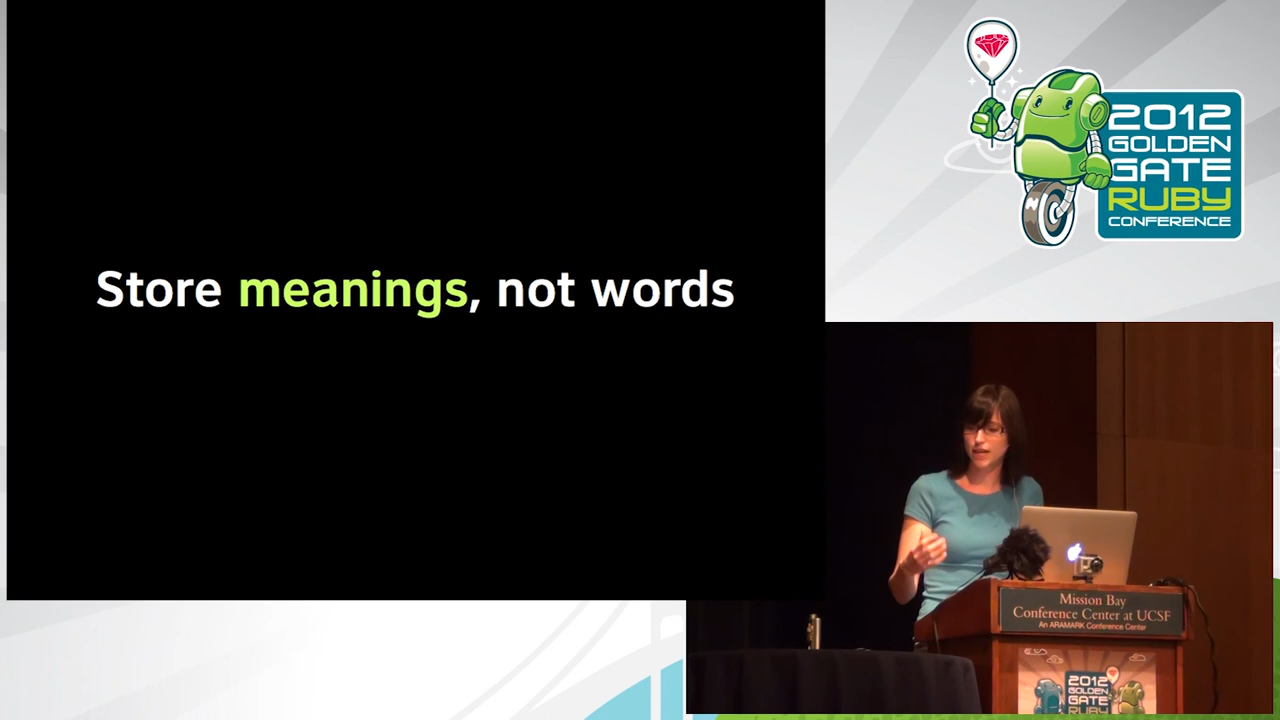 Store meanings, not words
2012
GOLDEN
GATE
RUBY
CONFERENCE
Mission Bay
Conference Center at UCSF
An ARAMARK Conference Center
2012
GOLDEN
GATE
RUBY